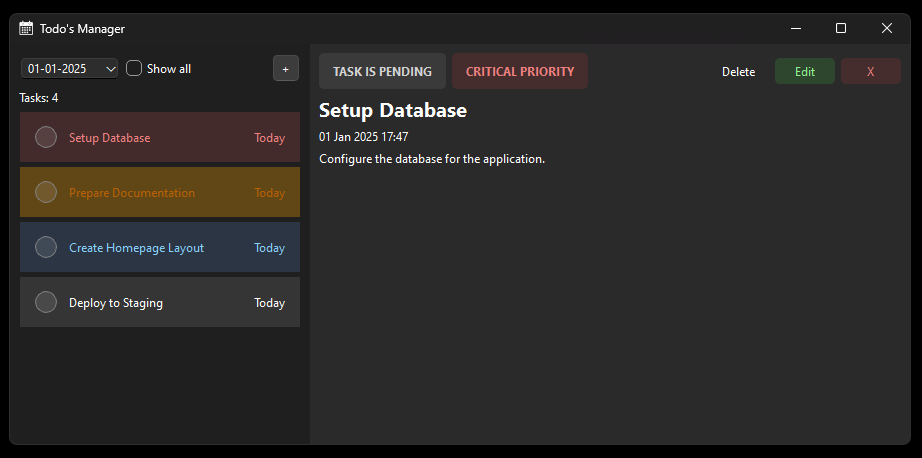 Todo's Manager
01-01-2025 Show all +
Tasks: 4
Setup Database Today
Prepare Documentation Today
Create Homepage Layout Today
Deploy to Staging Today
TASK IS PENDING CRITICAL PRIORITY Delete Edit X
Setup Database
01 Jan 2025 17:47
Configure the database for the application.